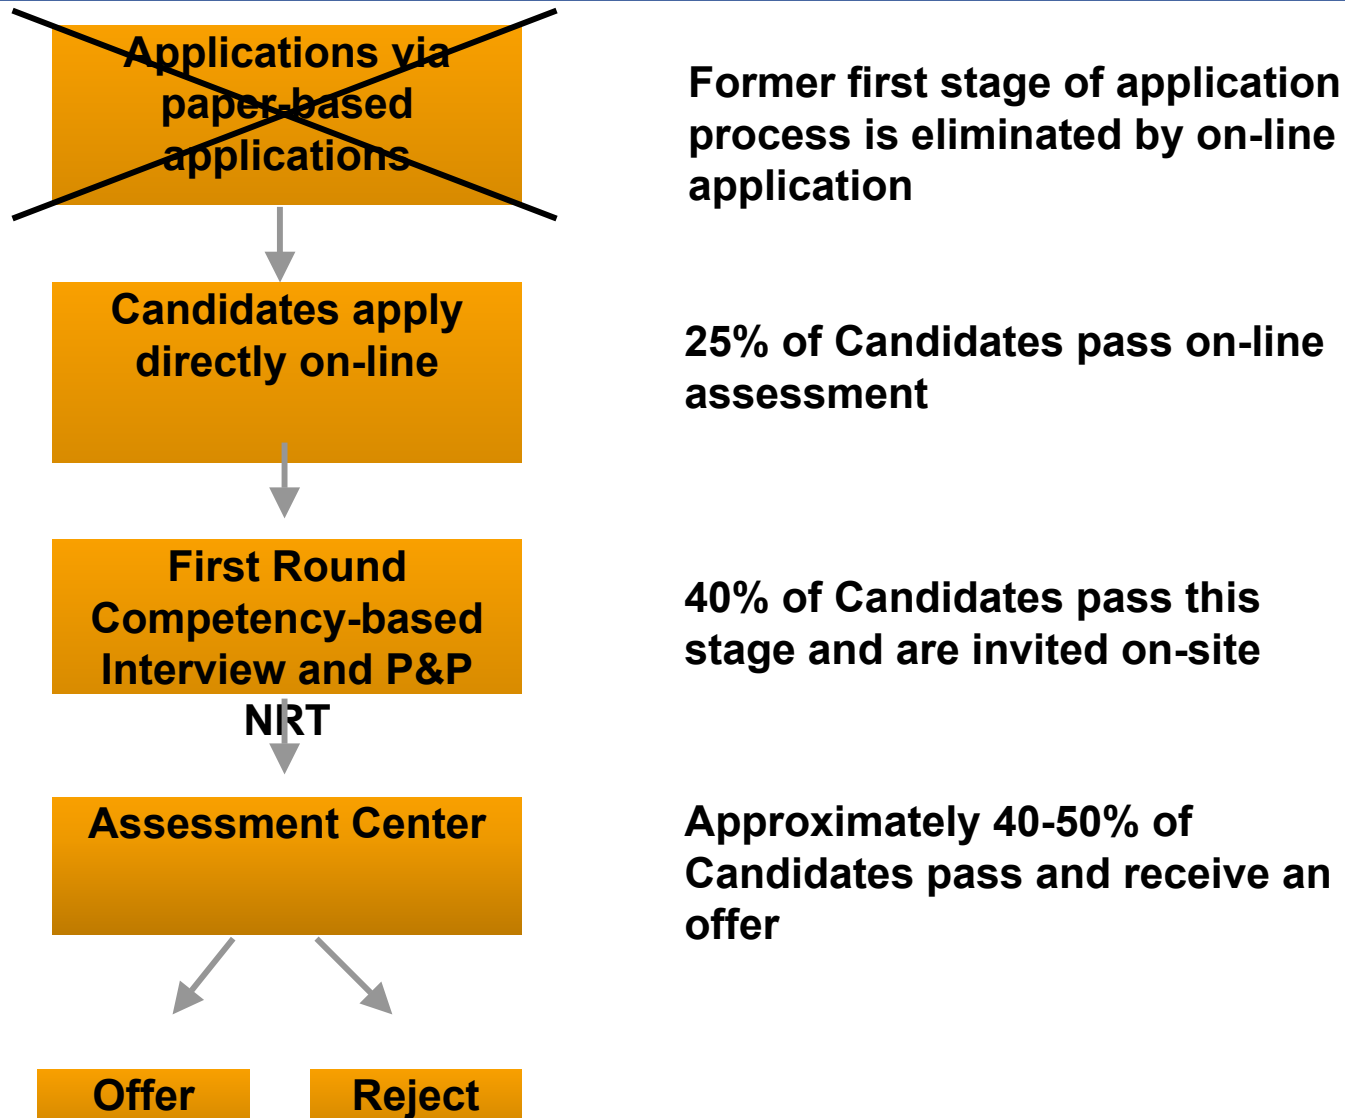 Applications via
paper-based
applications
Former first stage of application
process is eliminated by on-line
application
Candidates apply
directly on-line
25% of Candidates pass on-line
assessment
First Round
Competency-based
Interview and P&P
NRT
40% of Candidates pass this
stage and are invited on-site
Assessment Center
Approximately 40-50% of
Candidates pass and receive an
offer
Offer
Reject